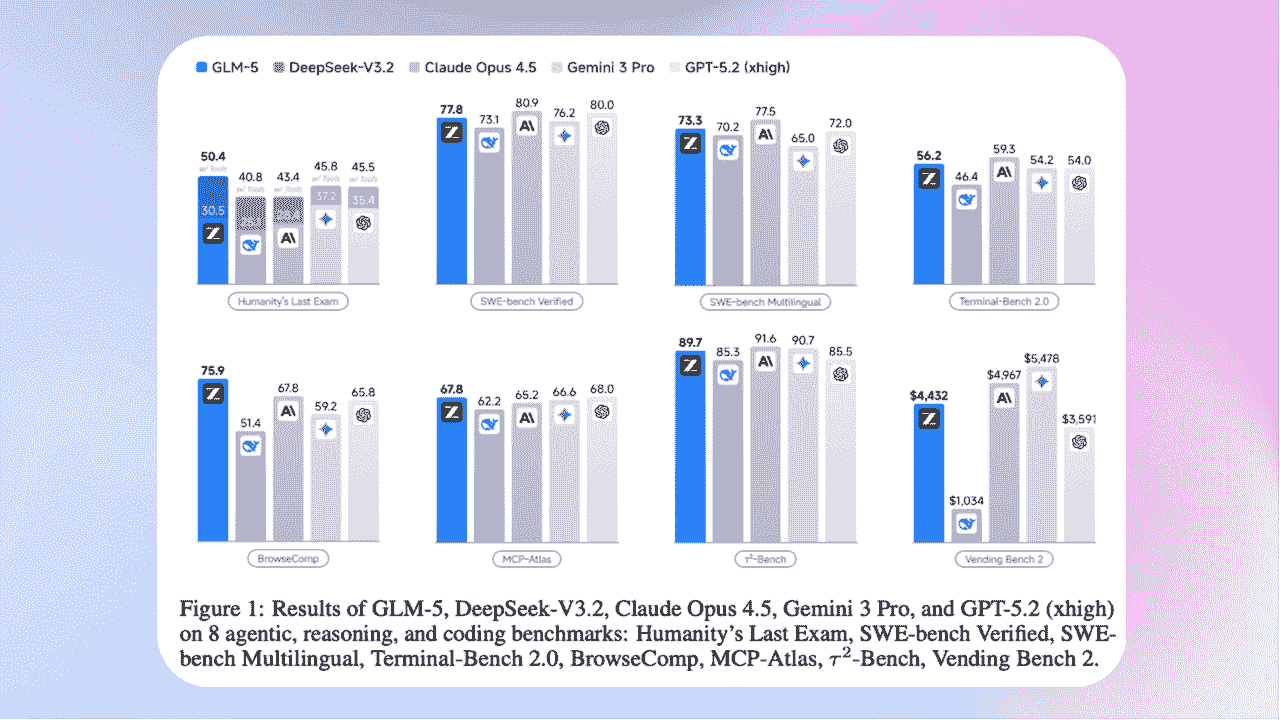 GLM-5 DeepSeek-V3.2 Claude Opus 4.5 Gemini 3 Pro GPT-5.2 (xhigh)
50.4 40.8 43.4 45.8 45.5
w/ Tools w/ Tools w/ Tools w/ Tools w/ Tools
30.5 37.2 35.4
Humanity's Last Exam
77.8 73.1 80.9 76.2 80.0
SWE-bench Verified
73.3 70.2 77.5 65.0 72.0
SWE-bench Multilingual
56.2 46.4 59.3 54.2 54.0
Terminal-Bench 2.0
75.9 51.4 67.8 59.2 65.8
BrowseComp
67.8 62.2 65.2 66.6 68.0
MCP-Atlas
89.7 85.3 91.6 90.7 85.5
τ²-Bench
$4,432 $1,034 $4,967 $5,478 $3,591
Vending Bench 2
Figure 1: Results of GLM-5, DeepSeek-V3.2, Claude Opus 4.5, Gemini 3 Pro, and GPT-5.2 (xhigh)
on 8 agentic, reasoning, and coding benchmarks: Humanity's Last Exam, SWE-bench Verified, SWE-
bench Multilingual, Terminal-Bench 2.0, BrowseComp, MCP-Atlas, τ²-Bench, Vending Bench 2.